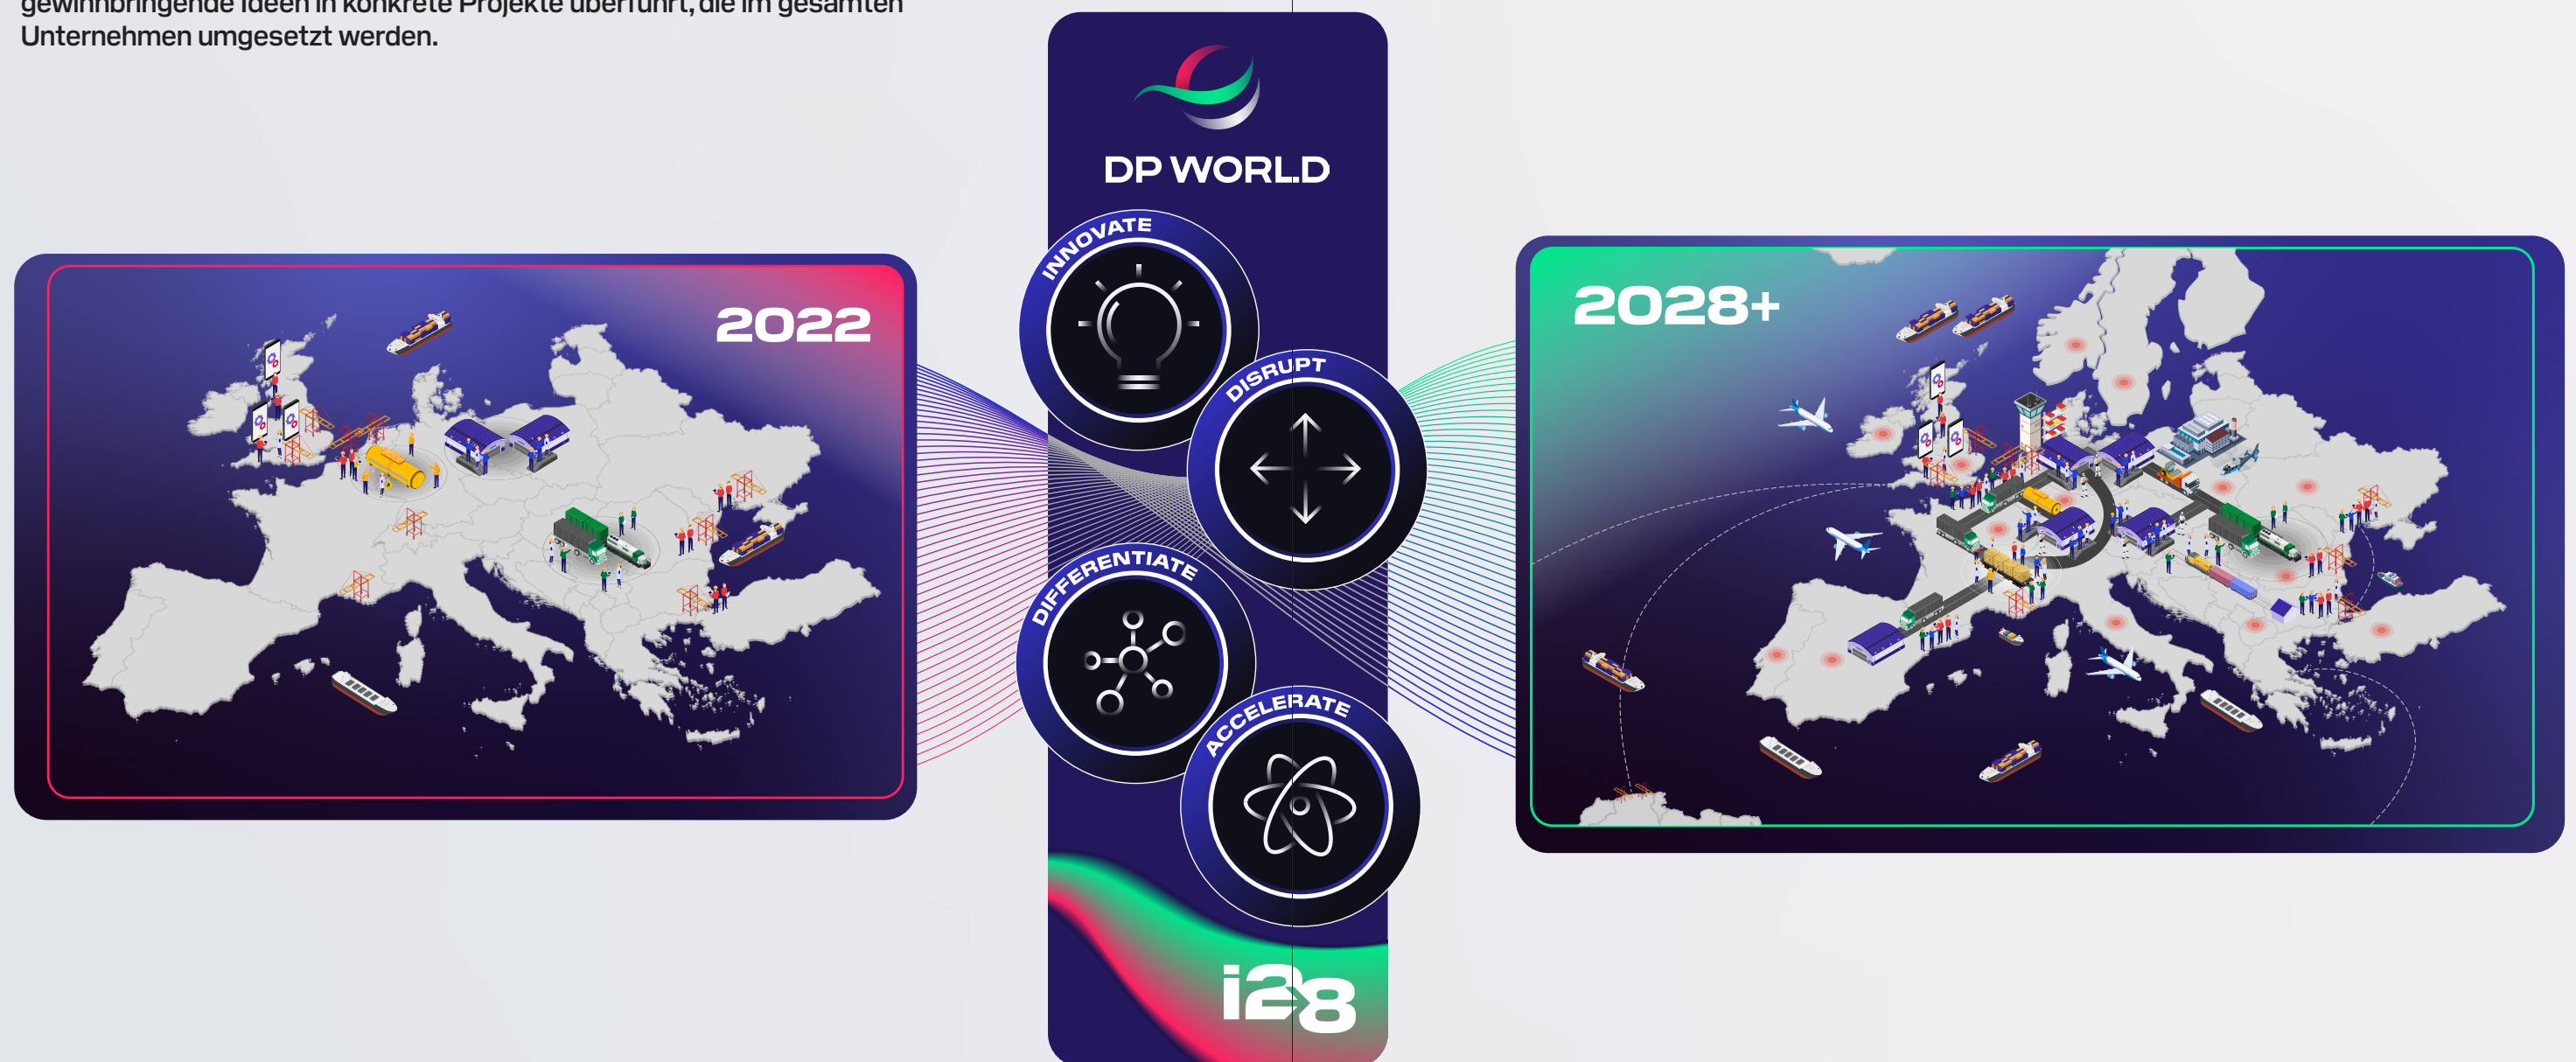 gewinnbringende Ideen in konkrete Projekte überführt, die im gesamten
Unternehmen umgesetzt werden.
DP WORLD
INNOVATE
DISRUPT
DIFFERENTIATE
ACCELERATE
2022
2028+
i28